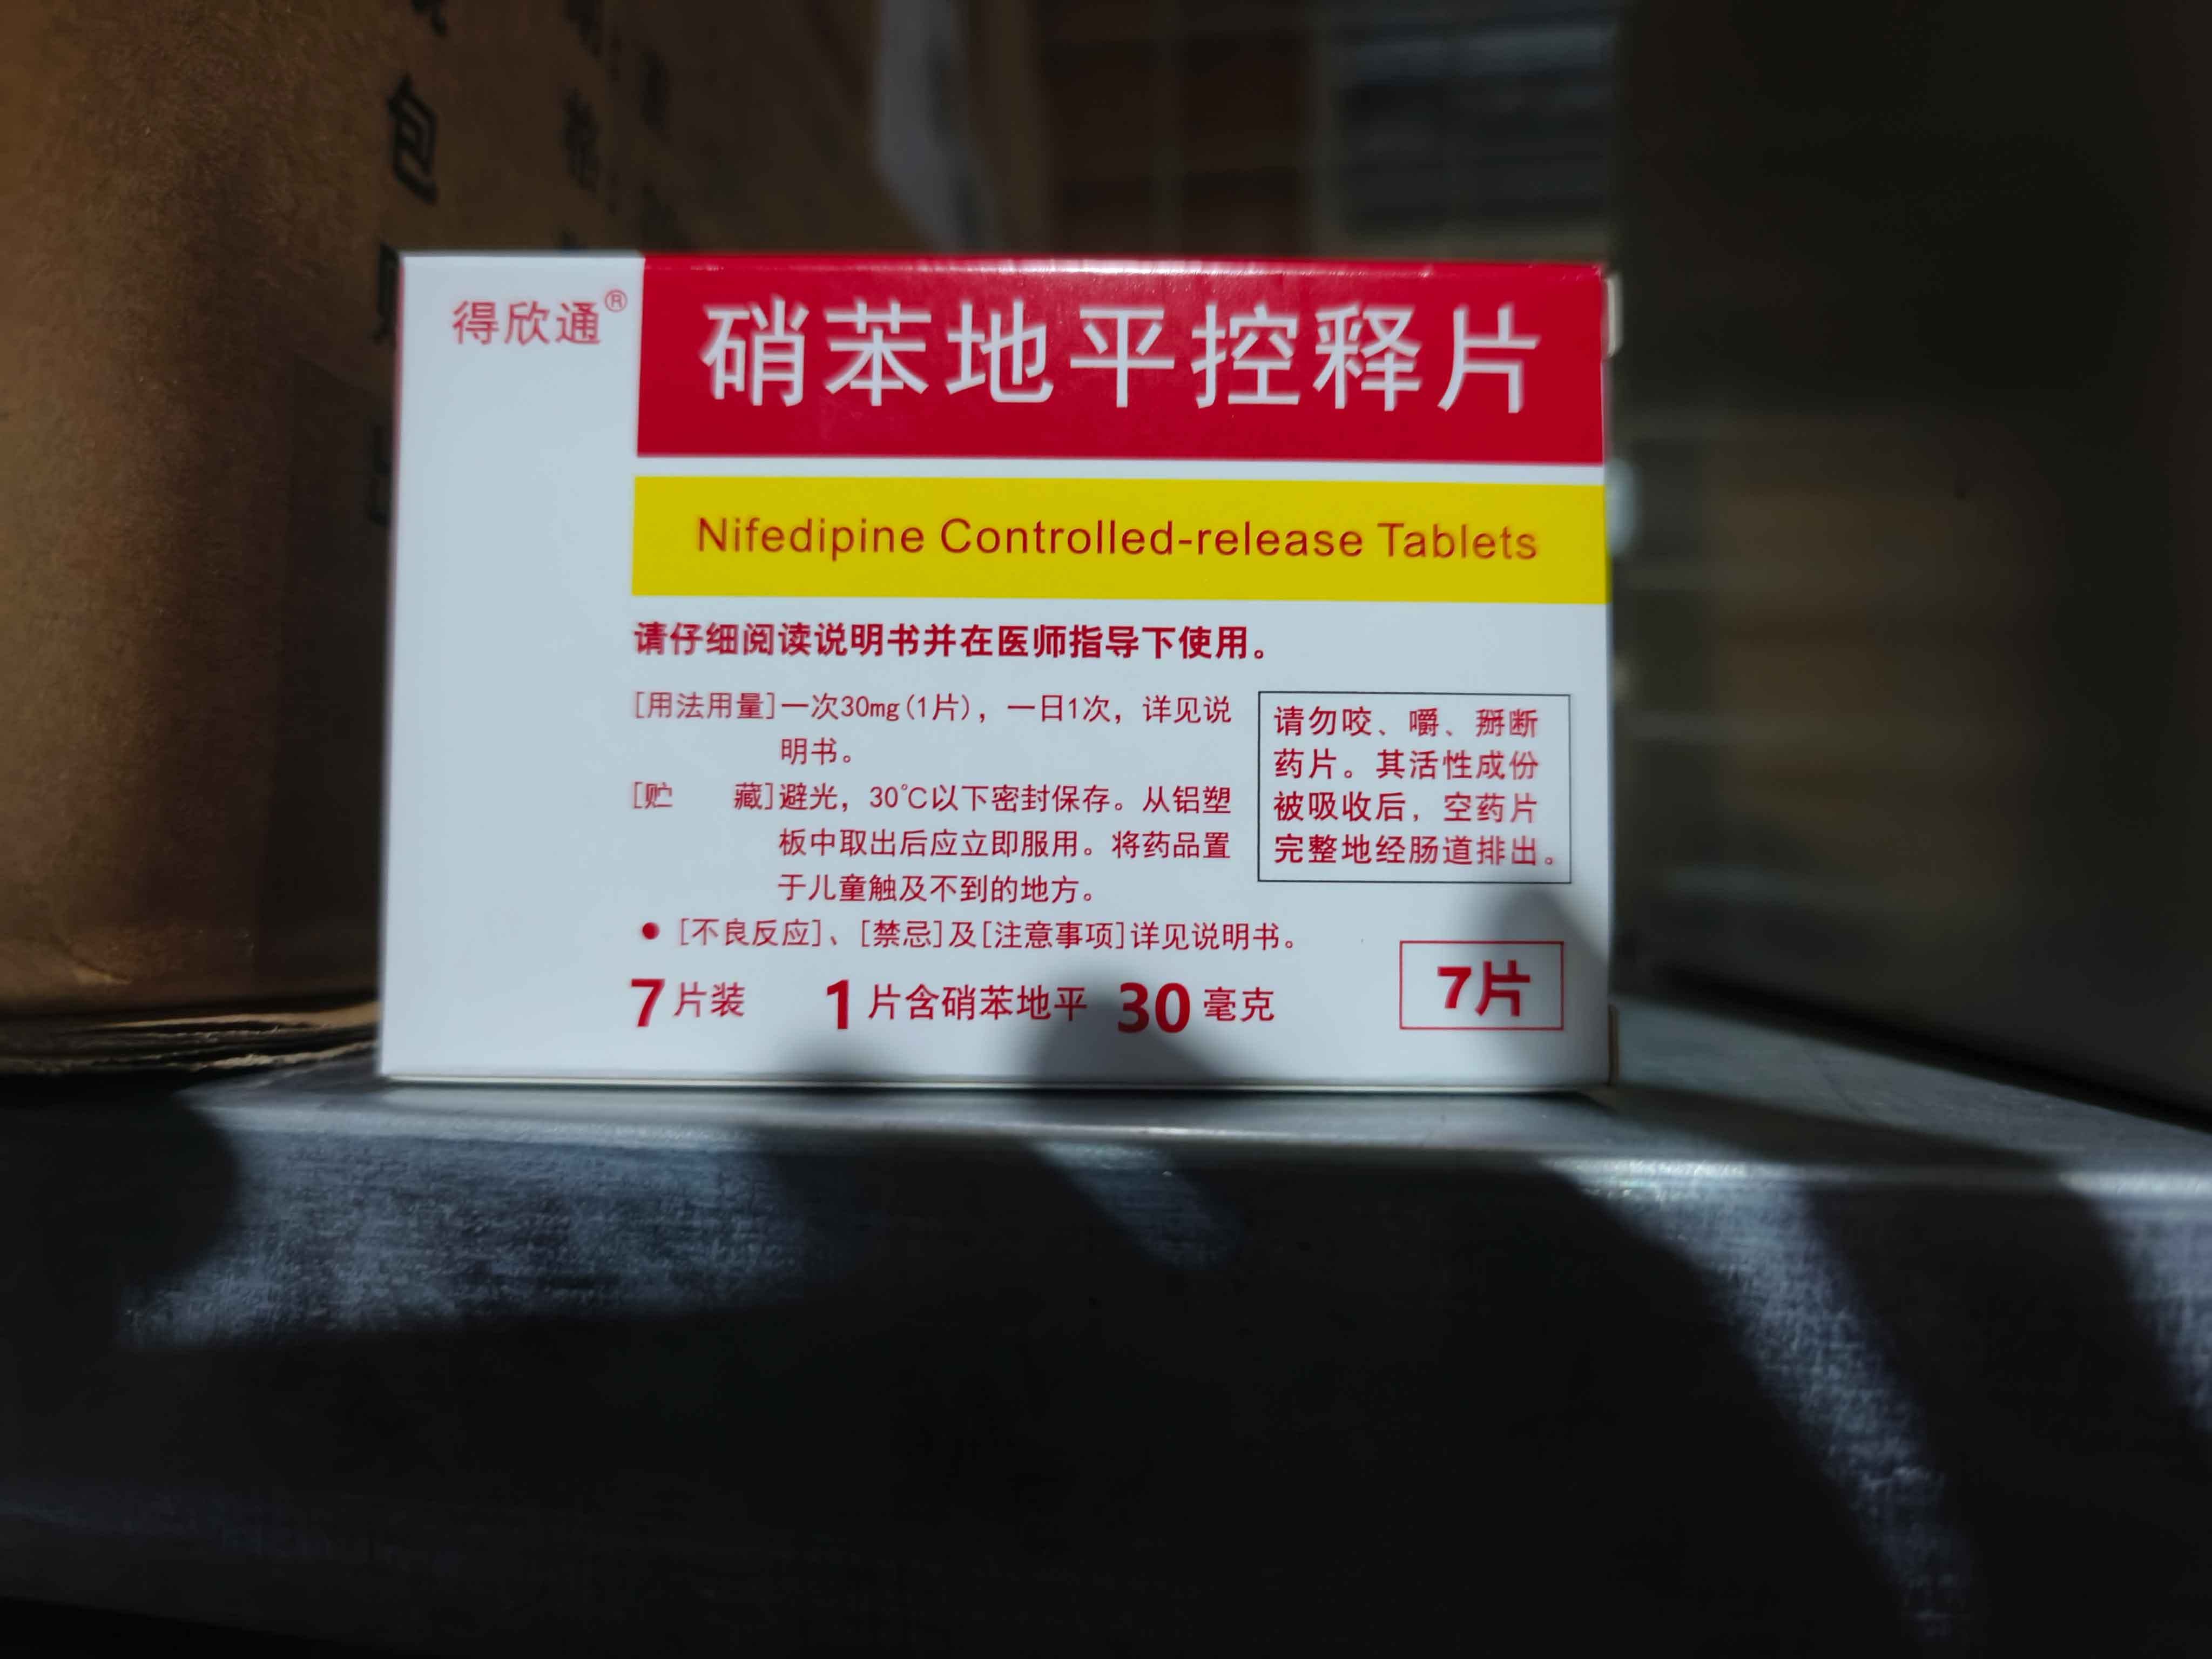 包
得欣通®
硝苯地平控释片
Nifedipine Controlled-release Tablets
请仔细阅读说明书并在医师指导下使用。
[用法用量]一次30mg(1片)，一日1次，详见说
明书。
[贮 藏]避光，30℃以下密封保存。从铝塑
板中取出后应立即服用。将药品置
于儿童触及不到的地方。
请勿咬、嚼、掰断
药片。其活性成份
被吸收后，空药片
完整地经肠道排出。
●[不良反应]、[禁忌]及[注意事项]详见说明书。
7片装 1片含硝苯地平 30毫克
7片